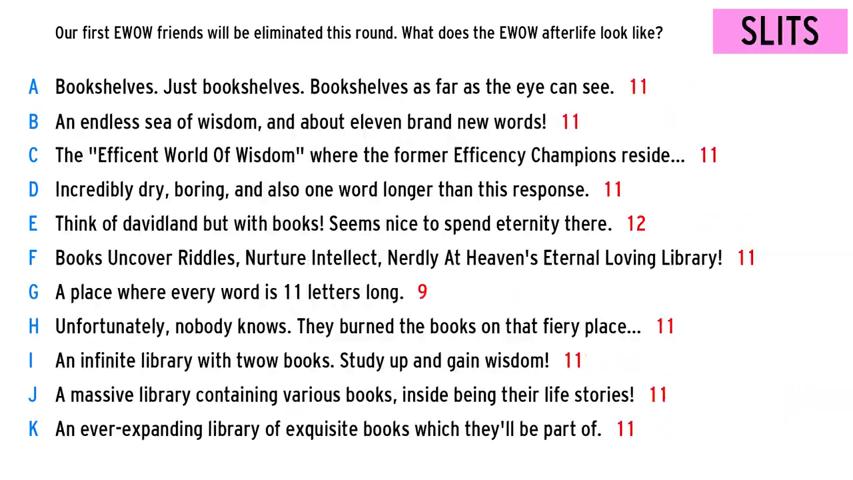 Our first EWOW friends will be eliminated this round. What does the EWOW afterlife look like?
SLITS
A Bookshelves. Just bookshelves. Bookshelves as far as the eye can see. 11
B An endless sea of wisdom, and about eleven brand new words! 11
C The "Efficent World Of Wisdom" where the former Efficency Champions reside... 11
D Incredibly dry, boring, and also one word longer than this response. 11
E Think of davidland but with books! Seems nice to spend eternity there. 12
F Books Uncover Riddles, Nurture Intellect, Nerdly At Heaven's Eternal Loving Library! 11
G A place where every word is 11 letters long. 9
H Unfortunately, nobody knows. They burned the books on that fiery place... 11
I An infinite library with twow books. Study up and gain wisdom! 11
J A massive library containing various books, inside being their life stories! 11
K An ever-expanding library of exquisite books which they'll be part of. 11